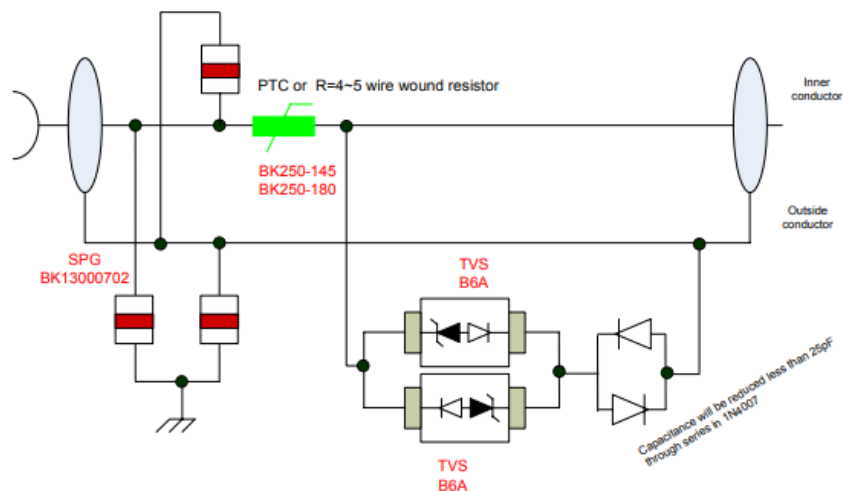 PTC or R=4~5 wire wound resistor
Inner
conductor
BK250-145
BK250-180
Outside
conductor
SPG
BK13000702
TVS
B6A
Capacitance will be reduced less than 25pF
through series in 1N4007
TVS
B6A